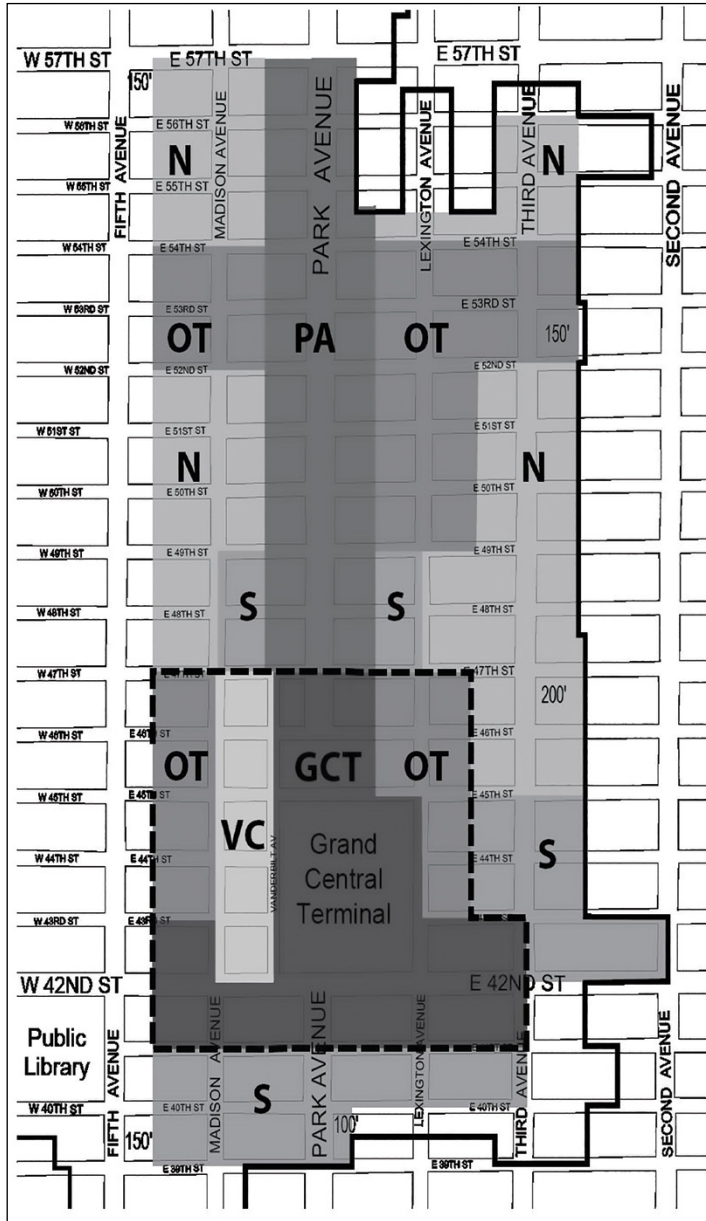 W 57TH ST
E 57TH ST
E 57TH ST
150'
W 56TH ST
E 56TH ST
N
N
W 55TH ST
E 55TH ST
FIFTH AVENUE
MADISON AVENUE
PARK AVENUE
LEXINGTON AVENUE
THIRD AVENUE
SECOND AVENUE
W 54TH ST
E 54TH ST
E 54TH ST
W 53RD ST
E 53RD ST
E 53RD ST
OT
PA
OT
150'
W 52ND ST
E 52ND ST
E 52ND ST
W 51ST ST
E 51ST ST
E 51ST ST
N
N
W 50TH ST
E 50TH ST
E 50TH ST
W 49TH ST
E 49TH ST
E 49TH ST
S
S
W 48TH ST
E 48TH ST
E 48TH ST
W 47TH ST
E 47TH ST
E 47TH ST
200'
W 46TH ST
E 46TH ST
E 46TH ST
OT
GCT
OT
W 45TH ST
E 45TH ST
E 45TH ST
VC
VANDERBILT AV
Grand
Central
Terminal
W 44TH ST
E 44TH ST
E 44TH ST
S
W 43RD ST
E 43RD ST
W 42ND ST
E 42ND ST
Public
Library
FIFTH AVENUE
MADISON AVENUE
PARK AVENUE
LEXINGTON AVENUE
THIRD AVENUE
SECOND AVENUE
S
W 40TH ST
E 40TH ST
E 40TH ST
150'
100'
E 39TH ST
E 39TH ST